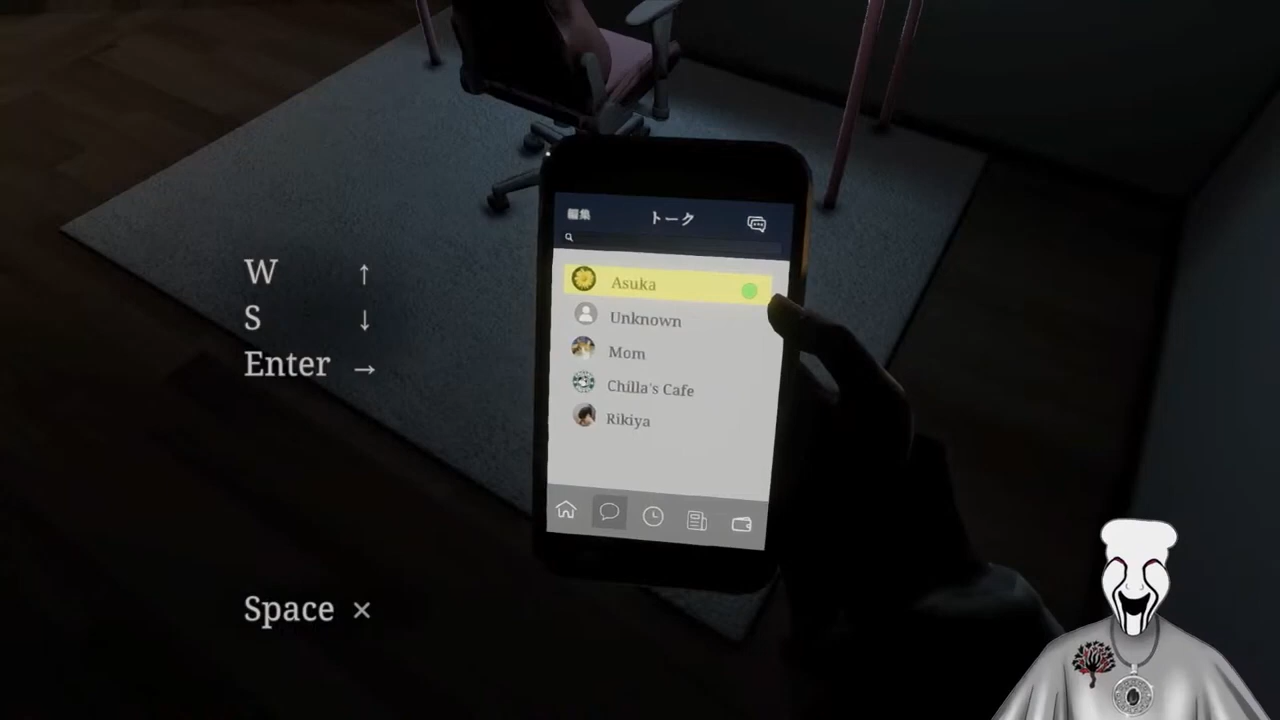 W ↑
S ↓
Enter →
Space ×
編集 トーク
Asuka
Unknown
Mom
Chilla's Cafe
Rikiya